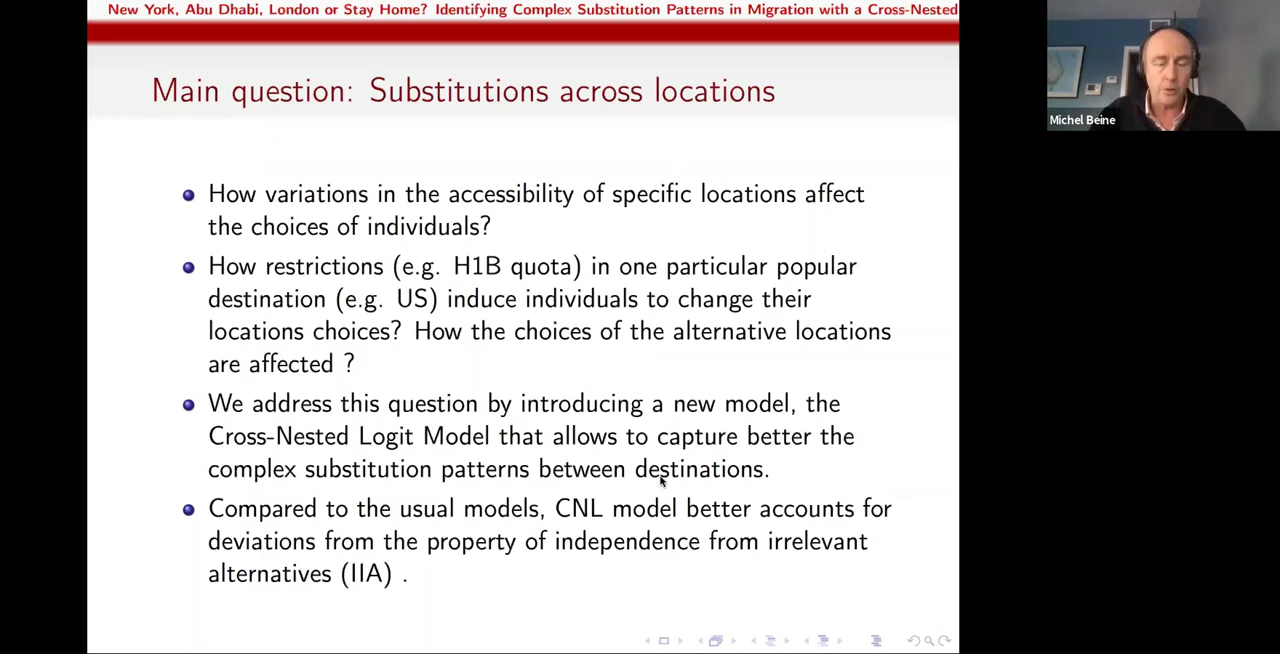 New York, Abu Dhabi, London or Stay Home? Identifying Complex Substitution Patterns in Migration with a Cross-Nested
Michel Beine
Main question: Substitutions across locations
How variations in the accessibility of specific locations affect
the choices of individuals?
How restrictions (e.g. H1B quota) in one particular popular
destination (e.g. US) induce individuals to change their
locations choices? How the choices of the alternative locations
are affected ?
We address this question by introducing a new model, the
Cross-Nested Logit Model that allows to capture better the
complex substitution patterns between destinations.
Compared to the usual models, CNL model better accounts for
deviations from the property of independence from irrelevant
alternatives (IIA) .